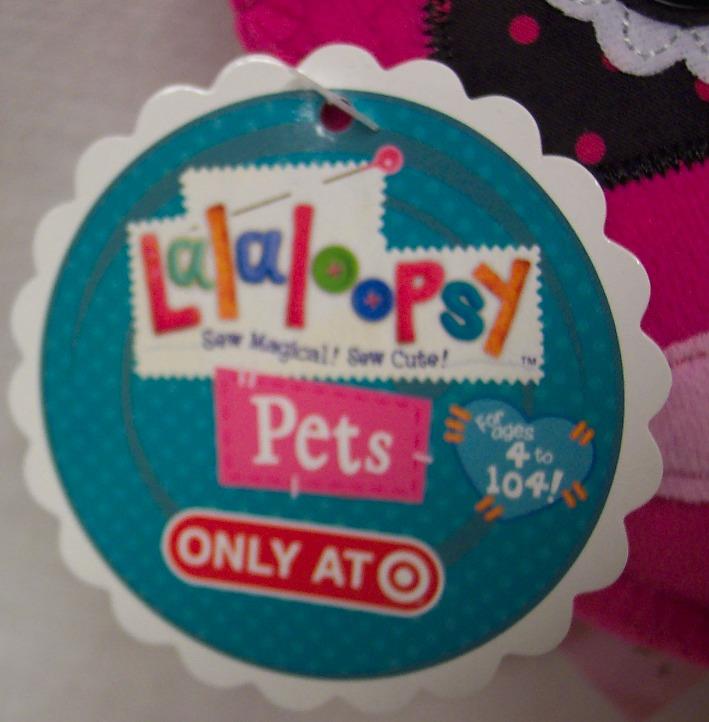 Lalaloopsy
Sew Magical! Sew Cute! ™
Pets
For
ages
4 to
104!
ONLY AT